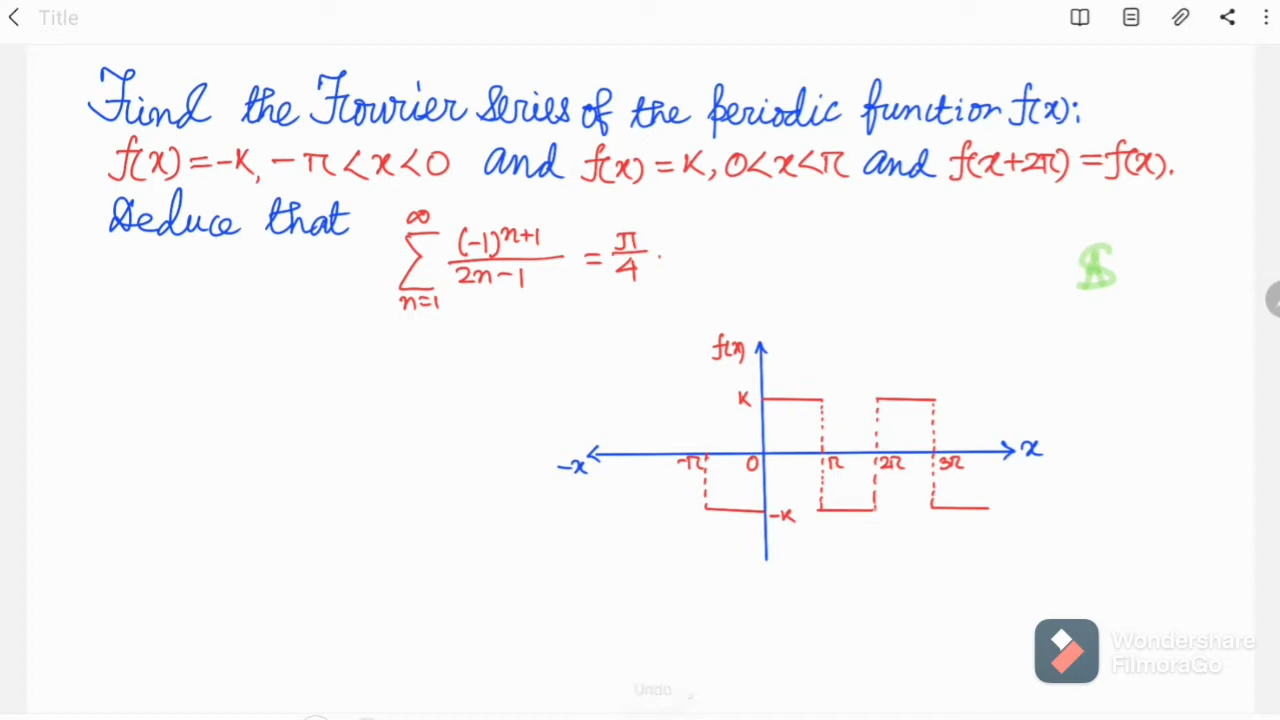 Title
Find the Fourier Series of the periodic function f(x):
f(x) = -K, -π < x < 0 and f(x) = K, 0 < x < π and f(x+2π) = f(x).
Deduce that
∞
∑ (-1)^(n+1) / (2n-1) = π/4.
n=1
f(x)
K
-x -π 0 π 2π 3π x
-K
Wondershare
FilmoraGo
Undo